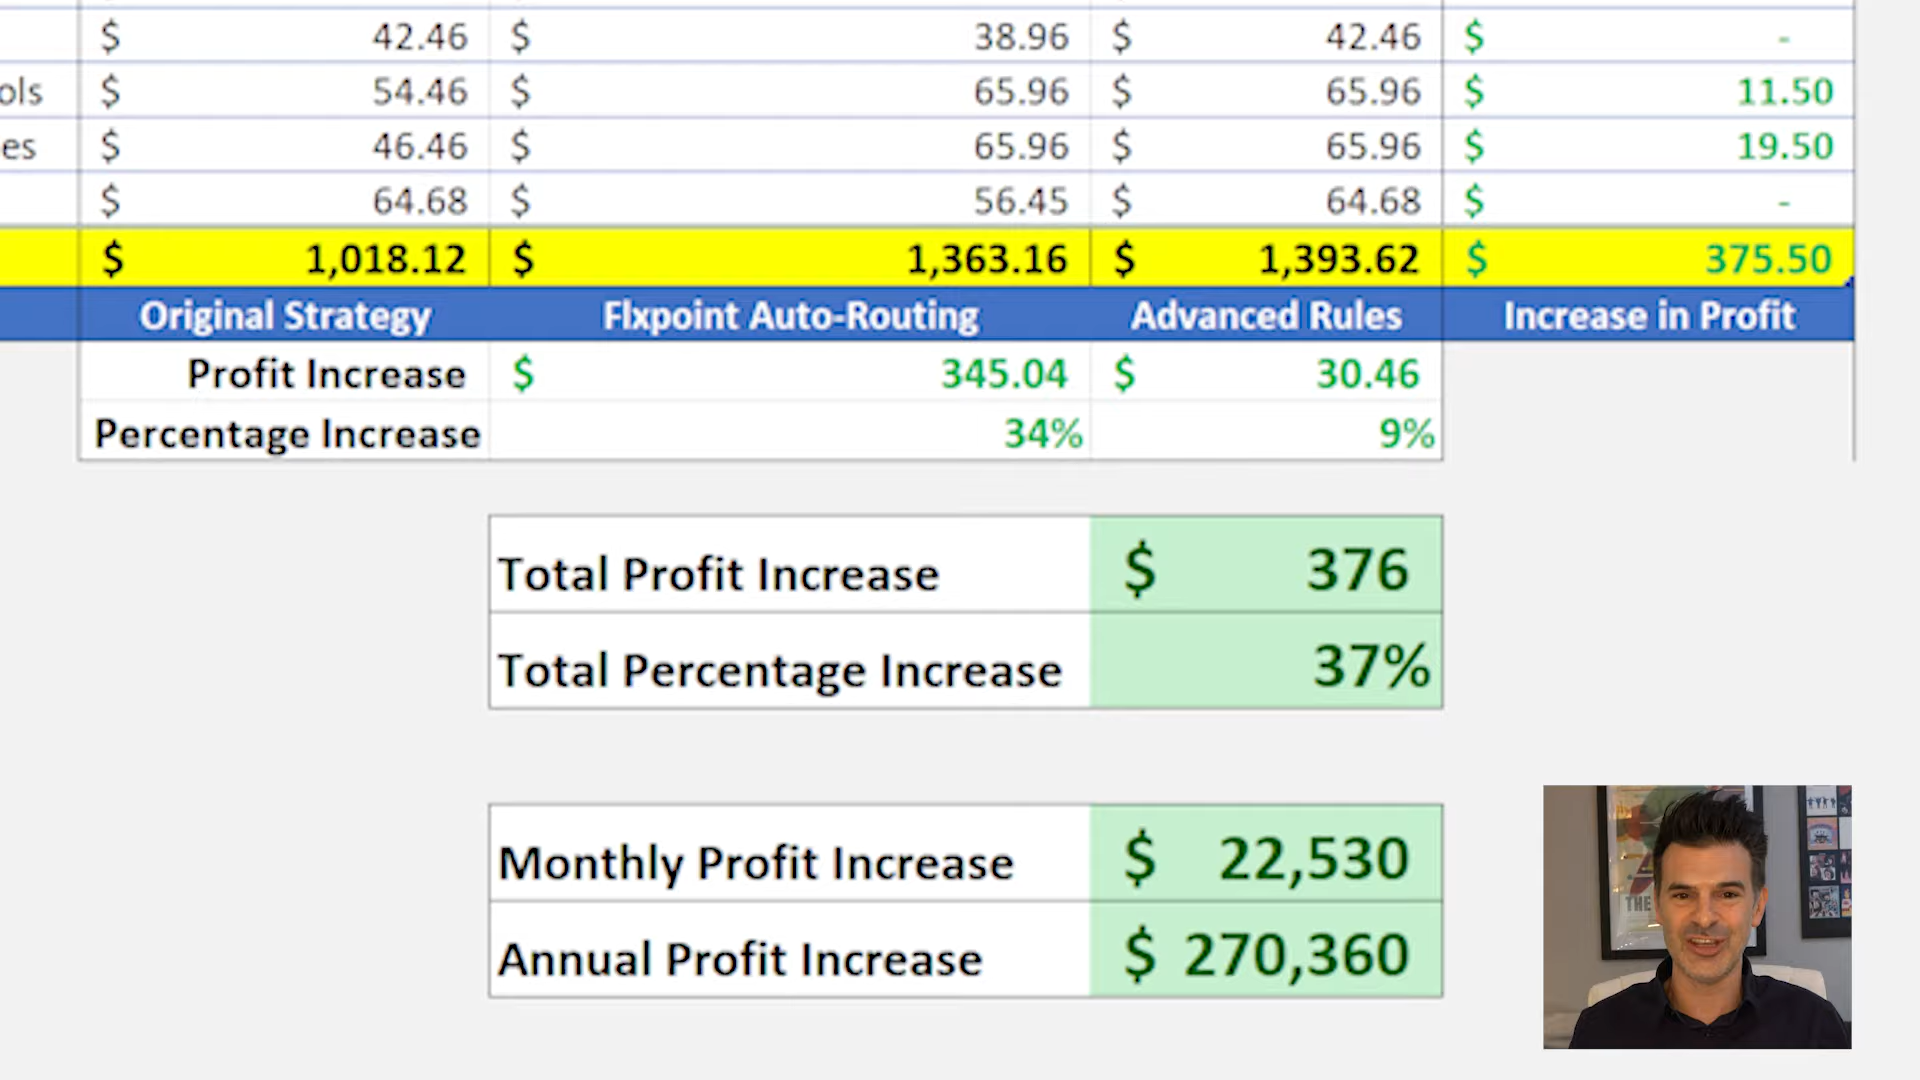 $ 42.46 $ 38.96 $ 42.46 $ -
ols $ 54.46 $ 65.96 $ 65.96 $ 11.50
es $ 46.46 $ 65.96 $ 65.96 $ 19.50
$ 64.68 $ 56.45 $ 64.68 $ -
$ 1,018.12 $ 1,363.16 $ 1,393.62 $ 375.50
Original Strategy Flxpoint Auto-Routing Advanced Rules Increase in Profit
Profit Increase $ 345.04 $ 30.46
Percentage Increase 34% 9%
Total Profit Increase $ 376
Total Percentage Increase 37%
Monthly Profit Increase $ 22,530
Annual Profit Increase $ 270,360
THE